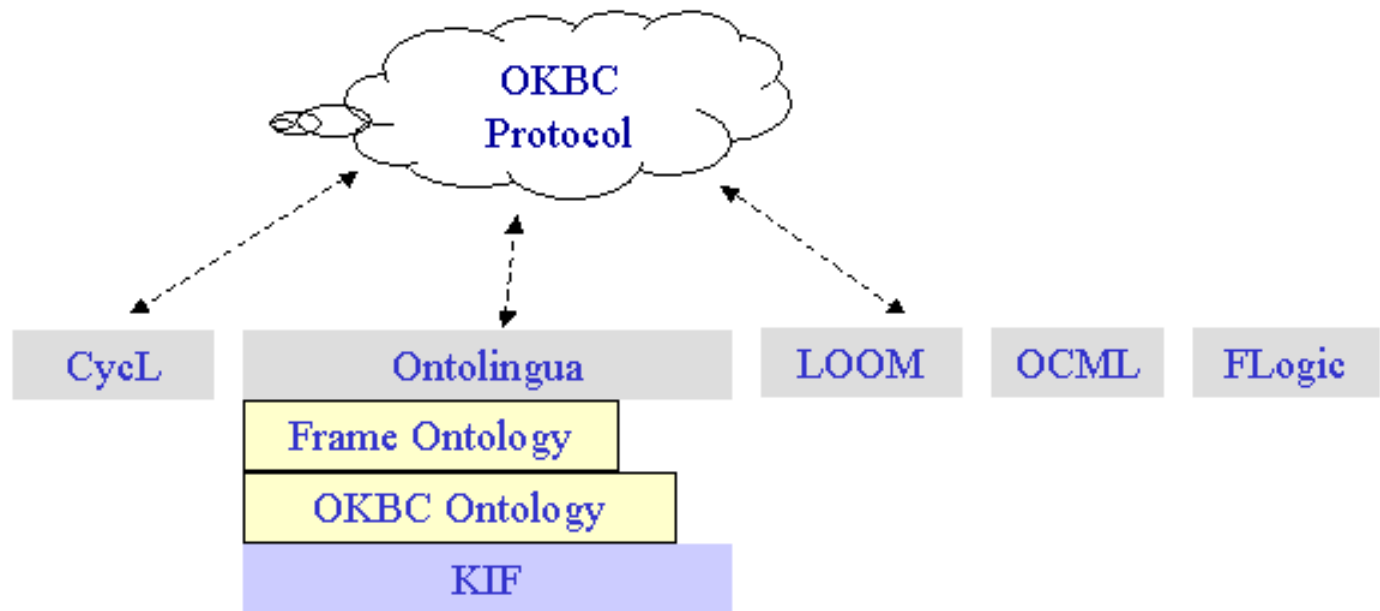 OKBC
Protocol
CycL
Ontolingua
LOOM
OCML
FLogic
Frame Ontology
OKBC Ontology
KIF